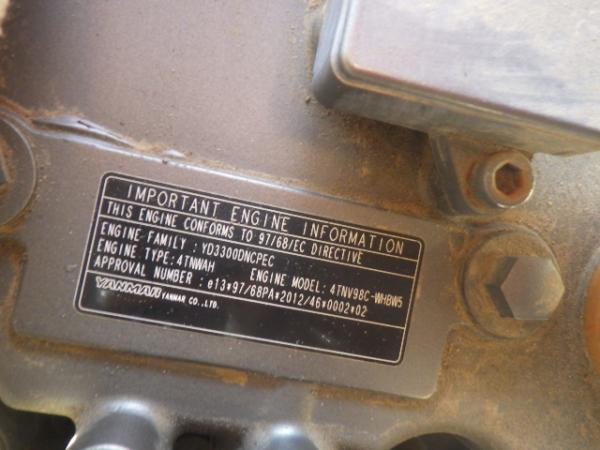 IMPORTANT ENGINE INFORMATION
THIS ENGINE CONFORMS TO 97/68/EC DIRECTIVE
ENGINE FAMILY : YD3300DNCPEC
ENGINE TYPE: 4TNWAH ENGINE MODEL: 4TNV98C-WHBW5
APPROVAL NUMBER : e13*97/68PA*2012/46*0002*02
YANMAR YANMAR CO.,LTD.